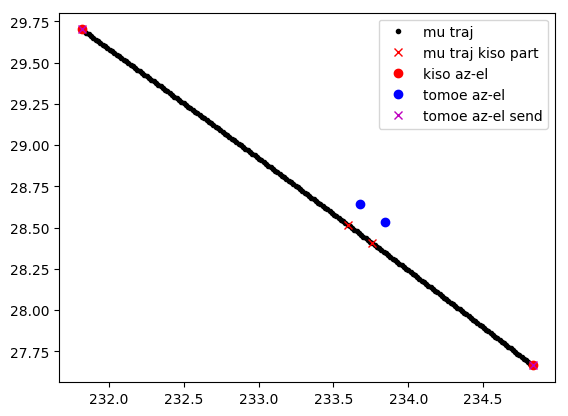 29.75
29.50
29.25
29.00
28.75
28.50
28.25
28.00
27.75
232.0 232.5 233.0 233.5 234.0 234.5
mu traj
mu traj kiso part
kiso az-el
tomoe az-el
tomoe az-el send